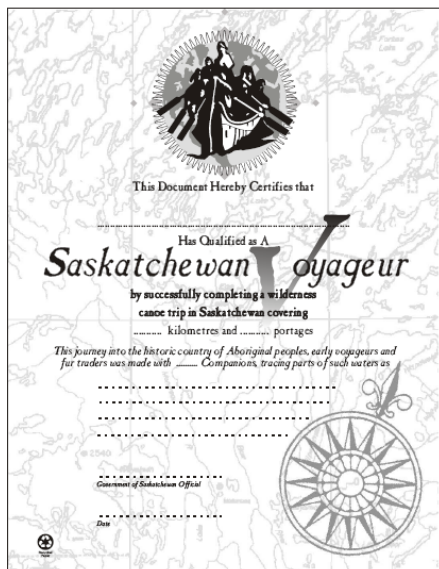 This Document Hereby Certifies that
Has Qualified as A
Saskatchewan Voyageur
by successfully completing a wilderness
canoe trip in Saskatchewan covering
.......... kilometres and .......... portages
This journey into the historic country of Aboriginal peoples, early voyageurs and
fur traders was made with ........ Companions, tracing parts of such waters as
Government of Saskatchewan Official
Date